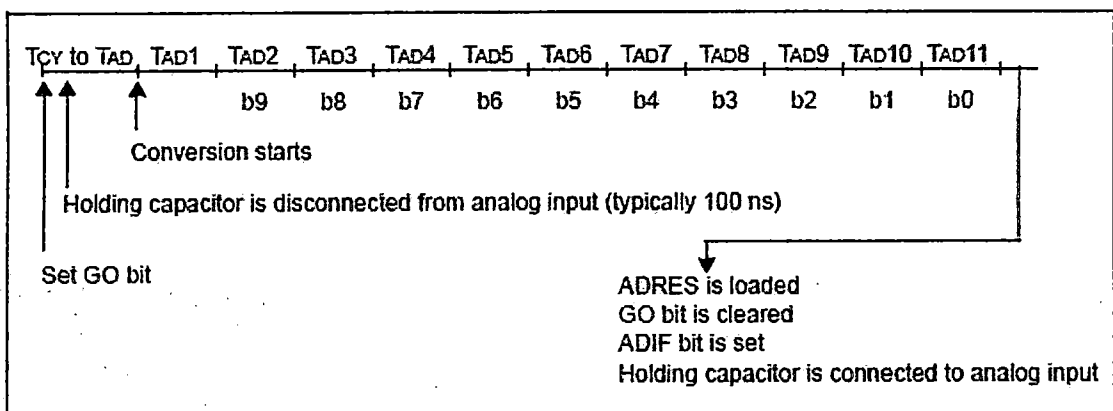 TCY to TAD TAD1 TAD2 TAD3 TAD4 TAD5 TAD6 TAD7 TAD8 TAD9 TAD10 TAD11
b9 b8 b7 b6 b5 b4 b3 b2 b1 b0
Conversion starts
Holding capacitor is disconnected from analog input (typically 100 ns)
Set GO bit
ADRES is loaded
GO bit is cleared
ADIF bit is set
Holding capacitor is connected to analog input